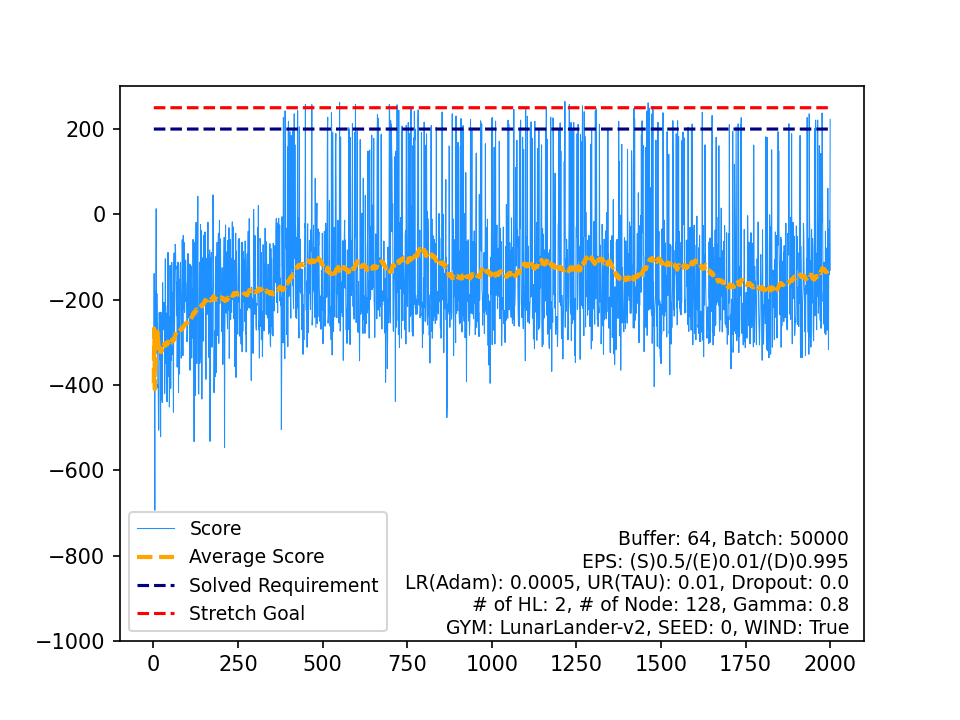 200
0
−200
−400
−600
−800
−1000
Score
Average Score
Solved Requirement
Stretch Goal
Buffer: 64, Batch: 50000
EPS: (S)0.5/(E)0.01/(D)0.995
LR(Adam): 0.0005, UR(TAU): 0.01, Dropout: 0.0
# of HL: 2, # of Node: 128, Gamma: 0.8
GYM: LunarLander-v2, SEED: 0, WIND: True
0 250 500 750 1000 1250 1500 1750 2000